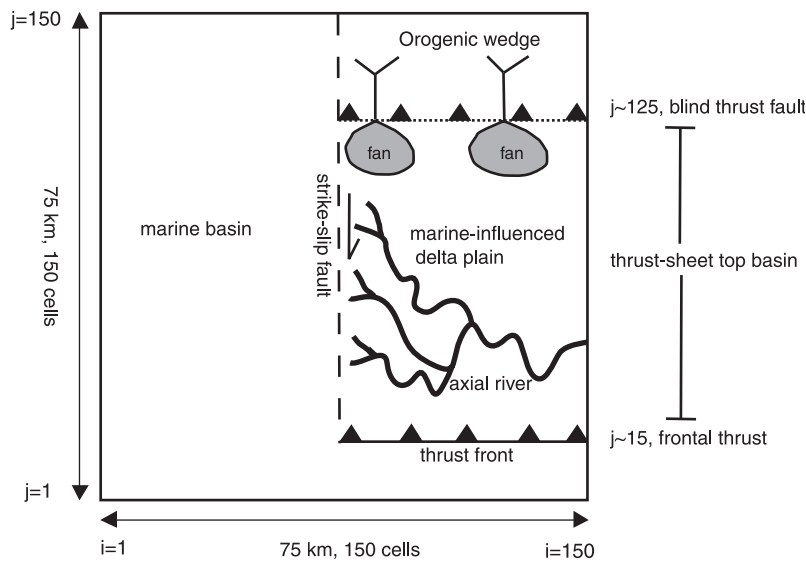 j=150
Orogenic wedge
j~125, blind thrust fault
fan
fan
strike-slip fault
75 km, 150 cells
marine basin
marine-influenced
delta plain
thrust-sheet top basin
axial river
j~15, frontal thrust
thrust front
j=1
i=1
75 km, 150 cells
i=150